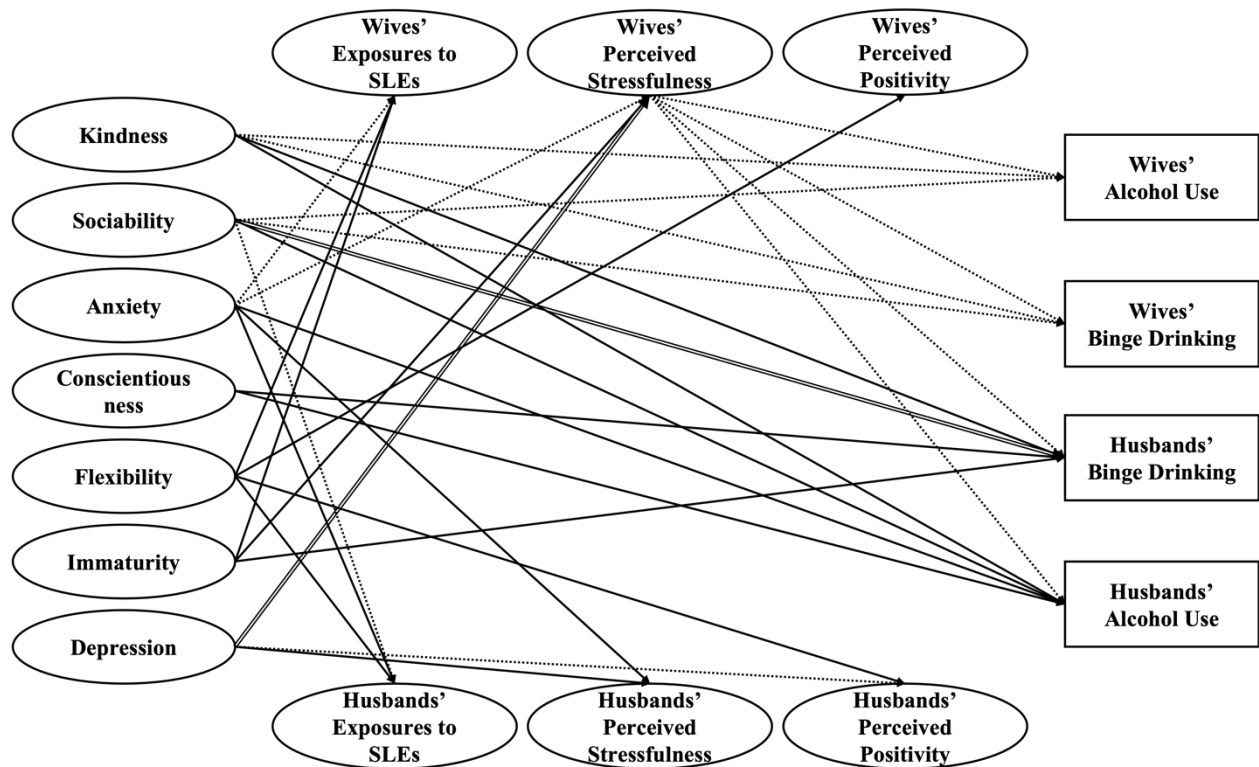 Wives’
Exposures to
SLEs
Wives’
Perceived
Stressfulness
Wives’
Perceived
Positivity
Kindness
Sociability
Anxiety
Conscientious
ness
Flexibility
Immaturity
Depression
Wives’
Alcohol Use
Wives’
Binge Drinking
Husbands’
Binge Drinking
Husbands’
Alcohol Use
Husbands’
Exposures to
SLEs
Husbands’
Perceived
Stressfulness
Husbands’
Perceived
Positivity